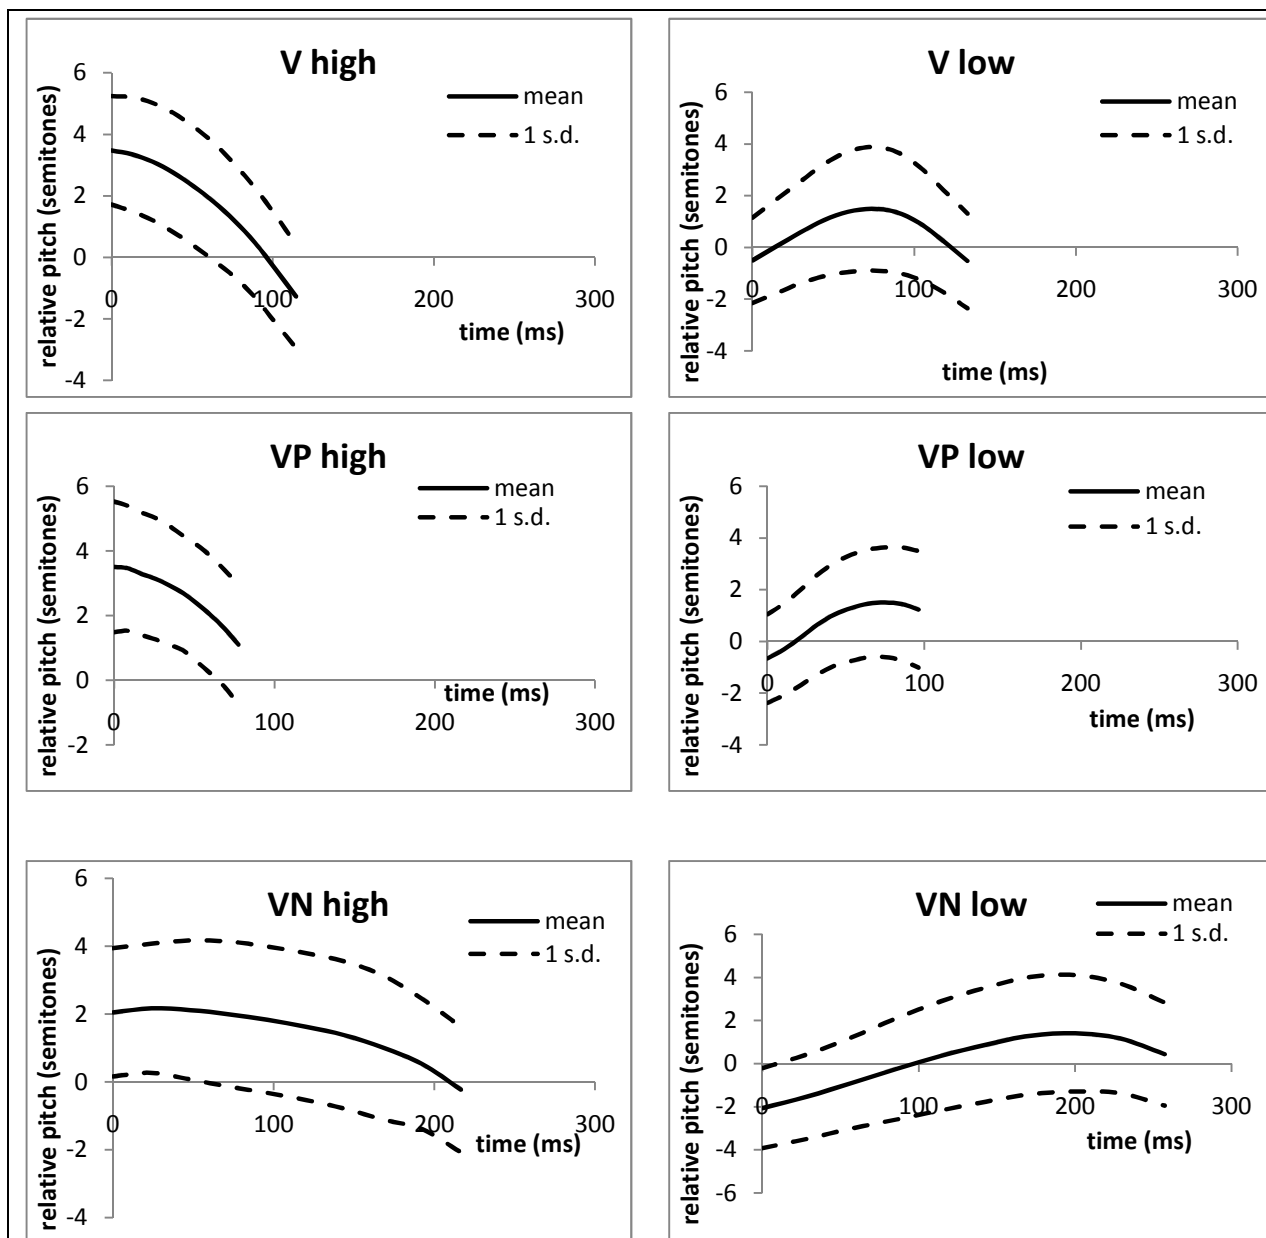 V high
mean
1 s.d.
relative pitch (semitones)
6
4
2
0
-2
-4
0
100
200
300
time (ms)
V low
mean
1 s.d.
relative pitch (semitones)
6
4
2
0
-2
-4
0
100
200
300
time (ms)
VP high
mean
1 s.d.
relative pitch (semitones)
6
4
2
0
-2
0
100
200
300
time (ms)
VP low
mean
1 s.d.
relative pitch (semitones)
6
4
2
0
-2
-4
0
100
200
300
time (ms)
VN high
mean
1 s.d.
relative pitch (semitones)
6
4
2
0
-2
-4
0
100
200
300
time (ms)
VN low
mean
1 s.d.
relative pitch (semitones)
6
4
2
0
-2
-4
-6
0
100
200
300
time (ms)